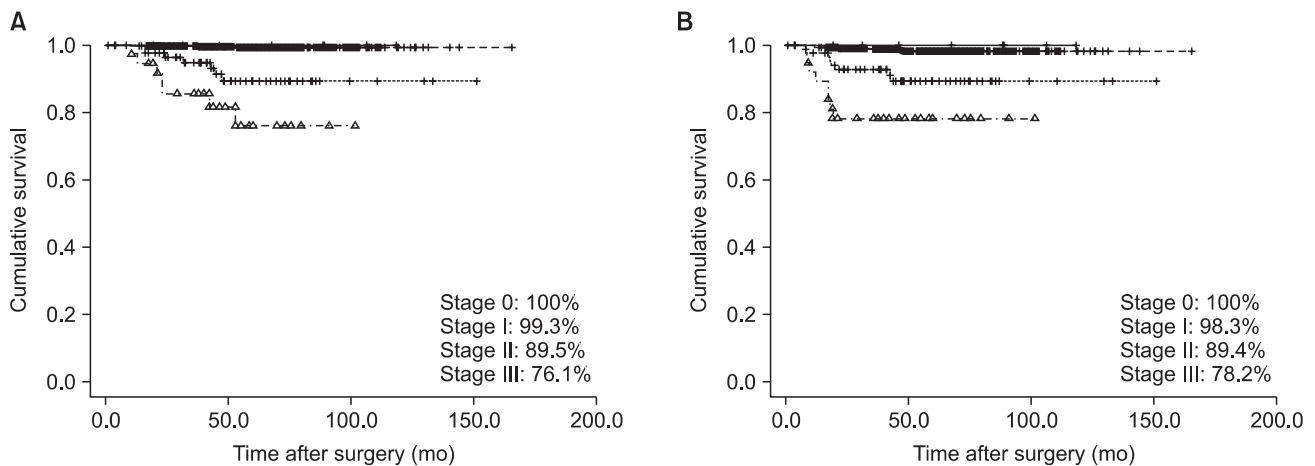 A
1.0
0.8
0.6
0.4
0.2
0.0
Cumulative survival
Stage 0: 100%
Stage I: 99.3%
Stage II: 89.5%
Stage III: 76.1%
0.0 50.0 100.0 150.0 200.0
Time after surgery (mo)
B
1.0
0.8
0.6
0.4
0.2
0.0
Cumulative survival
Stage 0: 100%
Stage I: 98.3%
Stage II: 89.4%
Stage III: 78.2%
0.0 50.0 100.0 150.0 200.0
Time after surgery (mo)